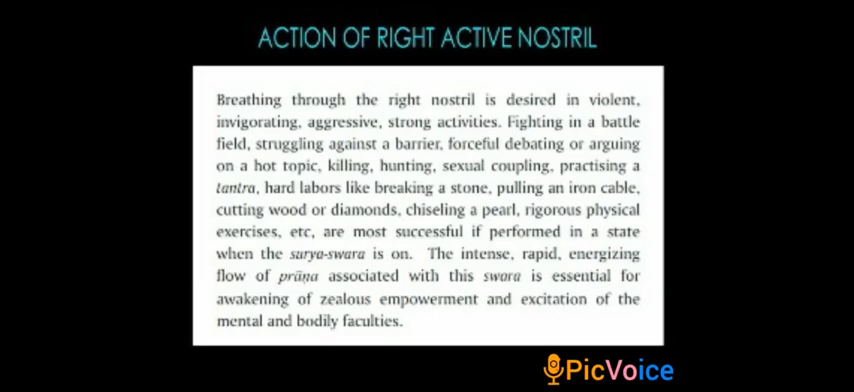 ACTION OF RIGHT ACTIVE NOSTRIL
Breathing through the right nostril is desired in violent,
invigorating, aggressive, strong activities. Fighting in a battle
field, struggling against a barrier, forceful debating or arguing
on a hot topic, killing, hunting, sexual coupling, practising a
tantra, hard labors like breaking a stone, pulling an iron cable,
cutting wood or diamonds, chiseling a pearl, rigorous physical
exercises, etc, are most successful if performed in a state
when the surya-swara is on. The intense, rapid, energizing
flow of prāṇa associated with this swara is essential for
awakening of zealous empowerment and excitation of the
mental and bodily faculties.
PicVoice